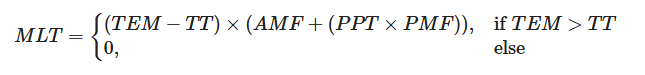 MLT = { (TEM − TT) × (AMF + (PPT × PMF)), if TEM > TT
0, else